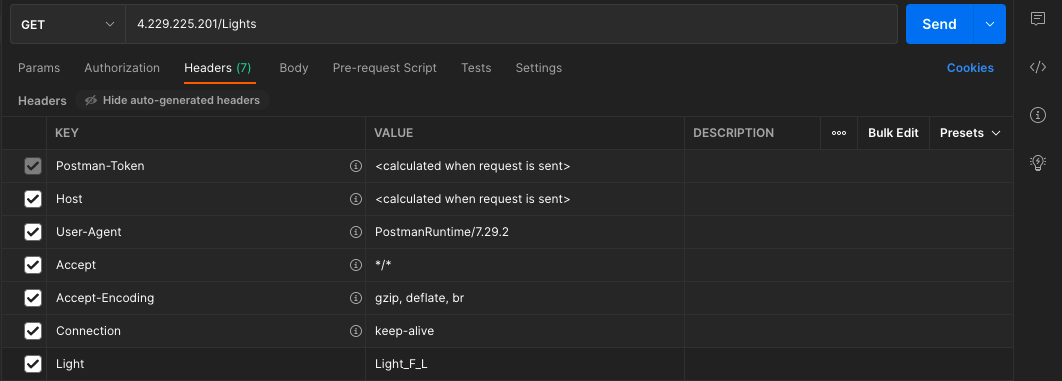 GET 4.229.225.201/Lights Send
Params Authorization Headers (7) Body Pre-request Script Tests Settings Cookies
Headers Hide auto-generated headers
KEY VALUE DESCRIPTION ooo Bulk Edit Presets
Postman-Token <calculated when request is sent>
Host <calculated when request is sent>
User-Agent PostmanRuntime/7.29.2
Accept */*
Accept-Encoding gzip, deflate, br
Connection keep-alive
Light Light_F_L